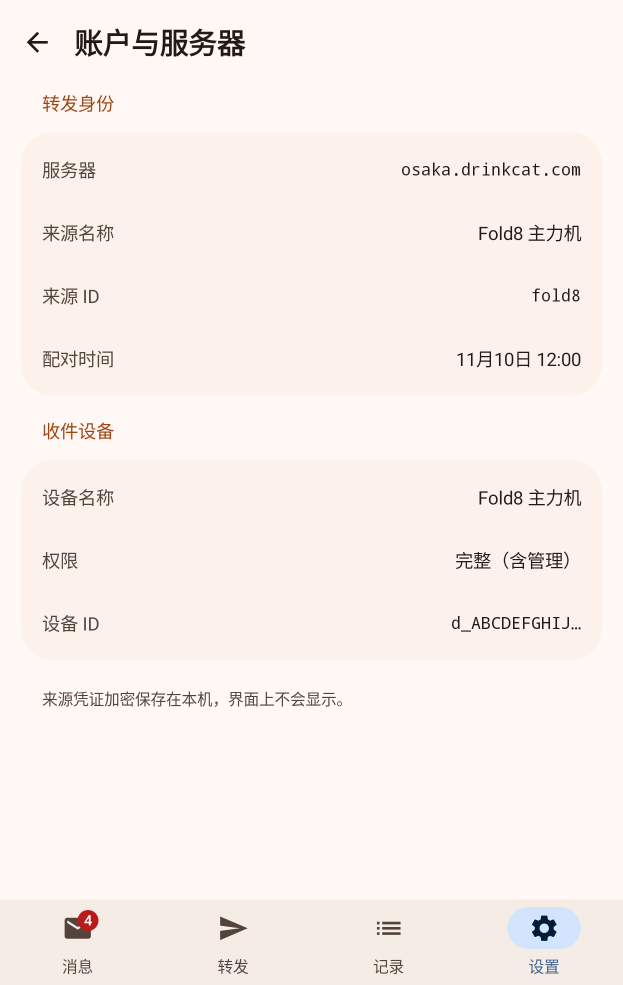 账户与服务器
转发身份
服务器 osaka.drinkcat.com
来源名称 Fold8 主力机
来源 ID fold8
配对时间 11月10日 12:00
收件设备
设备名称 Fold8 主力机
权限 完整（含管理）
设备 ID d_ABCDEFGHIJ…
来源凭证加密保存在本机，界面上不会显示。
4
消息 转发 记录 设置